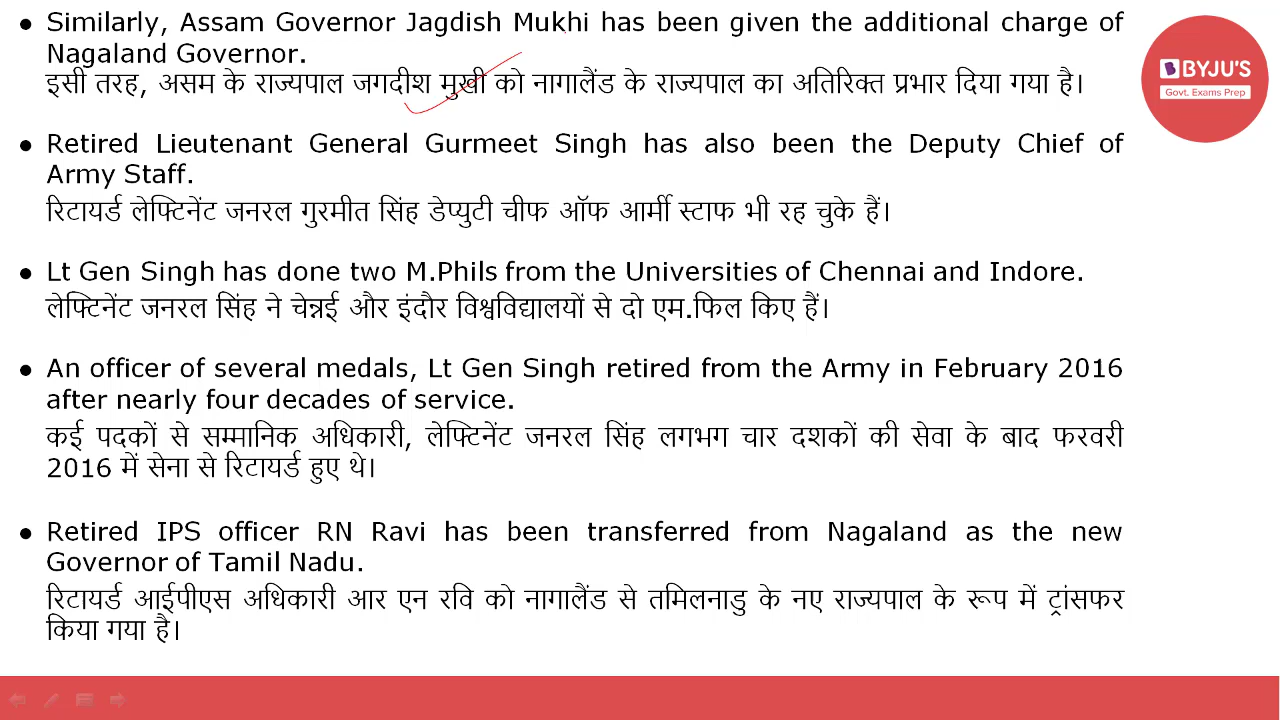 Similarly, Assam Governor Jagdish Mukhi has been given the additional charge of
Nagaland Governor.
इसी तरह, असम के राज्यपाल जगदीश मुखी को नागालैंड के राज्यपाल का अतिरिक्त प्रभार दिया गया है।
Retired Lieutenant General Gurmeet Singh has also been the Deputy Chief of
Army Staff.
रिटायर्ड लेफ्टिनेंट जनरल गुरमीत सिंह डेप्युटी चीफ ऑफ आर्मी स्टाफ भी रह चुके हैं।
Lt Gen Singh has done two M.Phils from the Universities of Chennai and Indore.
लेफ्टिनेंट जनरल सिंह ने चेन्नई और इंदौर विश्वविद्यालयों से दो एम.फिल किए हैं।
An officer of several medals, Lt Gen Singh retired from the Army in February 2016
after nearly four decades of service.
कई पदकों से सम्मानिक अधिकारी, लेफ्टिनेंट जनरल सिंह लगभग चार दशकों की सेवा के बाद फरवरी
2016 में सेना से रिटायर्ड हुए थे।
Retired IPS officer RN Ravi has been transferred from Nagaland as the new
Governor of Tamil Nadu.
रिटायर्ड आईपीएस अधिकारी आर एन रवि को नागालैंड से तमिलनाडु के नए राज्यपाल के रूप में ट्रांसफर
किया गया है।
BYJU'S
Govt. Exams Prep